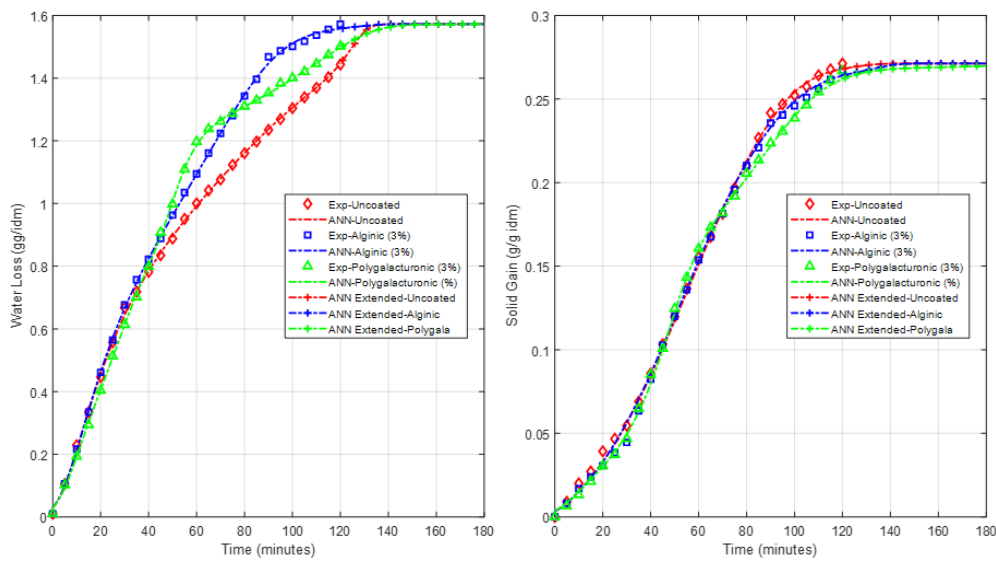 1.6
1.4
1.2
1
0.8
0.6
0.4
0.2
0
Water Loss (gg/idm)
0 20 40 60 80 100 120 140 160 180
Time (minutes)
Exp-Uncoated
ANN-Uncoated
Exp-Alginic (3%)
ANN-Alginic (3%)
Exp-Polygalacturonic (3%)
ANN-Polygalacturonic (%)
ANN Extended-Uncoated
ANN Extended-Alginic
ANN Extended-Polygala
0.3
0.25
0.2
0.15
0.1
0.05
0
Solid Gain (g/g idm)
0 20 40 60 80 100 120 140 160 180
Time (minutes)
Exp-Uncoated
ANN-Uncoated
Exp-Alginic (3%)
ANN-Alginic (3%)
Exp-Polygalacturonic (3%)
ANN-Polygalacturonic (3%)
ANN Extended-Uncoated
ANN Extended-Alginic
ANN Extended-Polygala